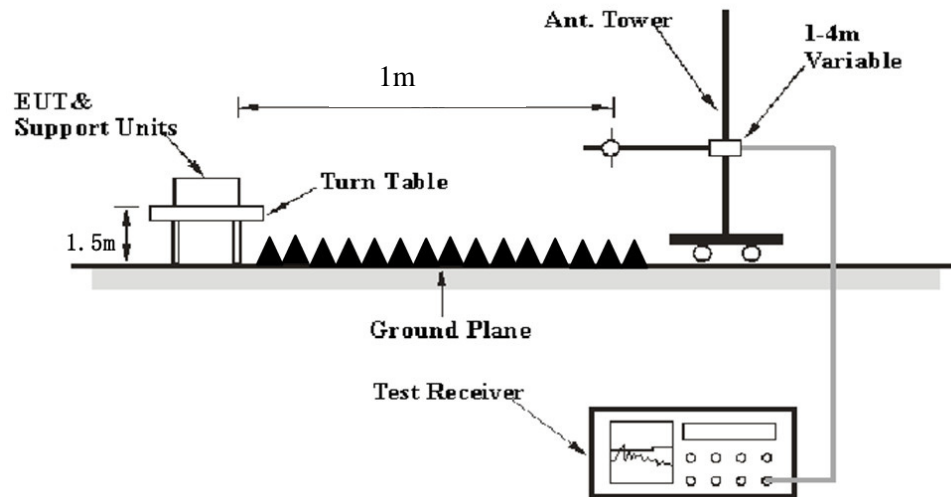 Ant. Tower
1-4m
Variable
1m
EUT&
Support Units
Turn Table
1.5m
Ground Plane
Test Receiver